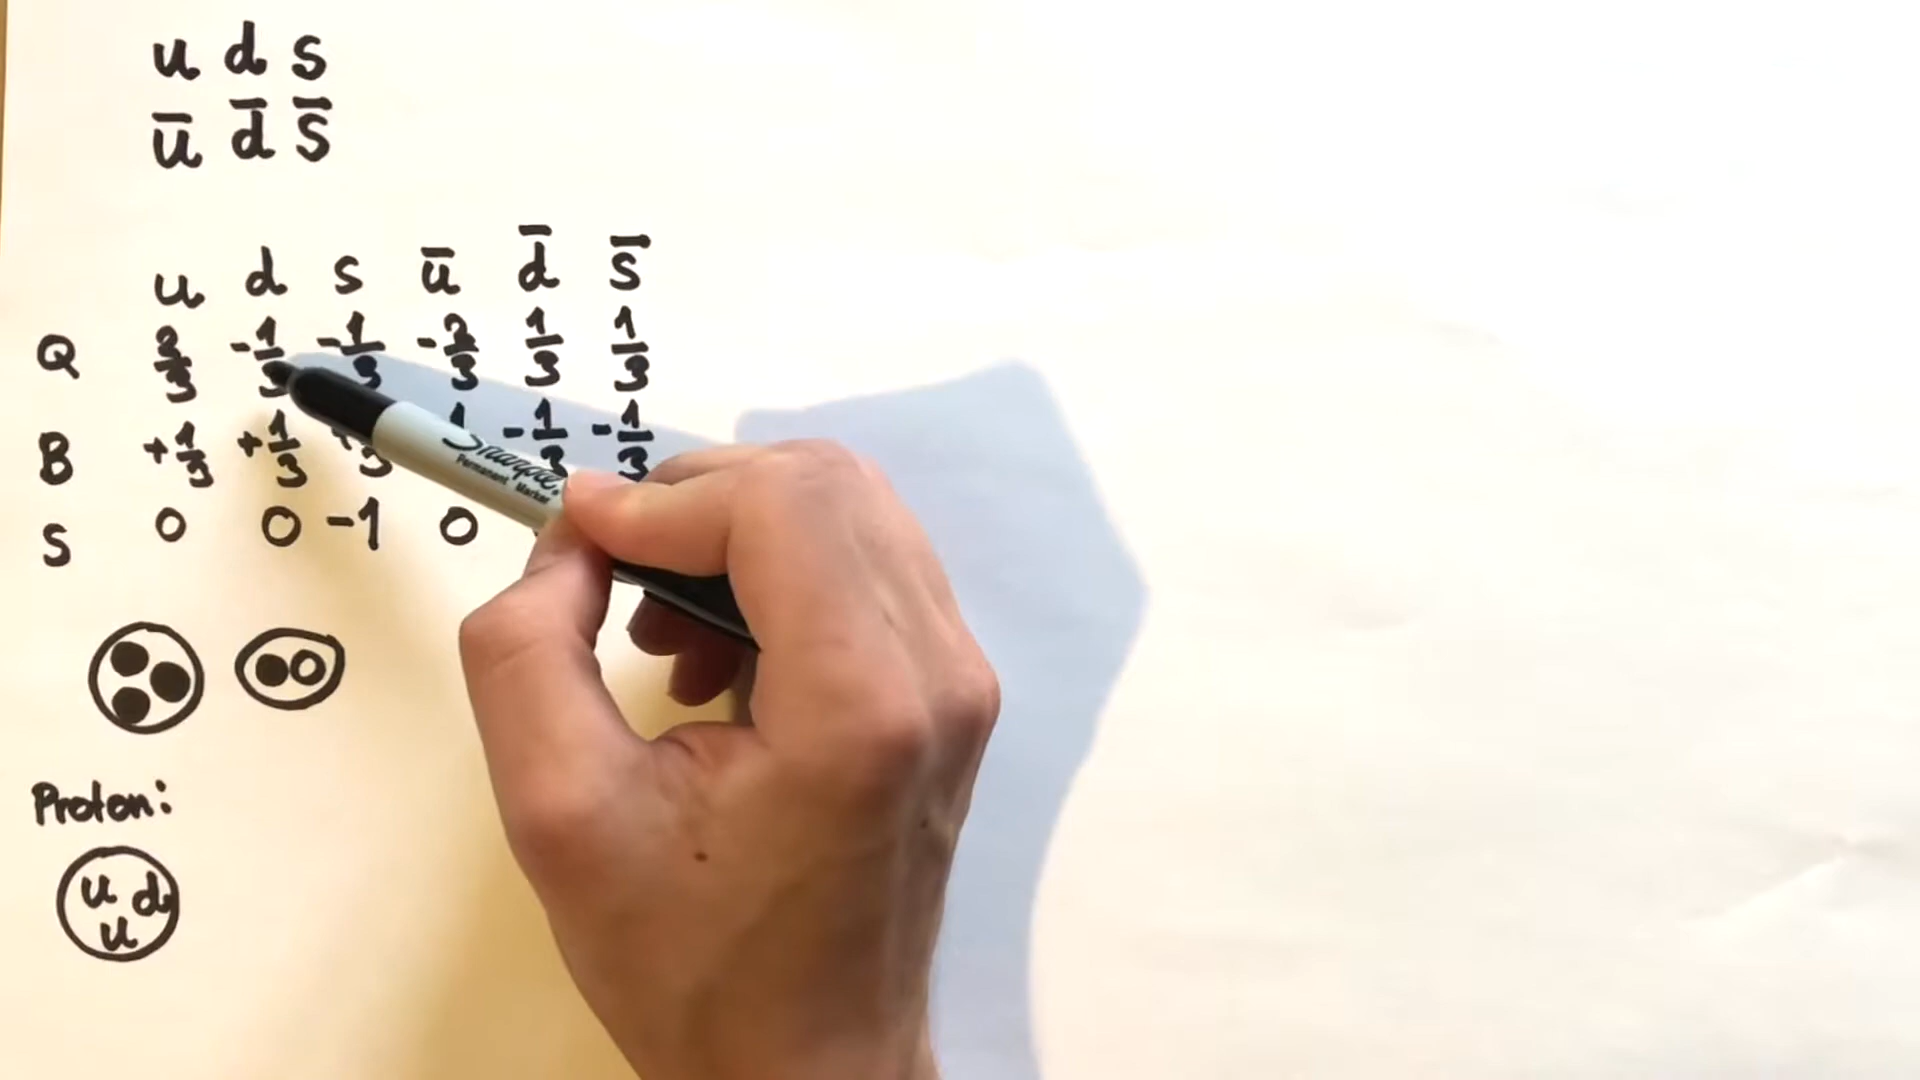 u d s
ū d̄ s̄
u d s ū d̄ s̄
Q 2/3 -1/3 -1/3 -2/3 1/3 1/3
B +1/3 +1/3 -1/3 -1/3
S 0 0 -1 0
Sharpie.
Permanent Marker
Proton:
u d
u